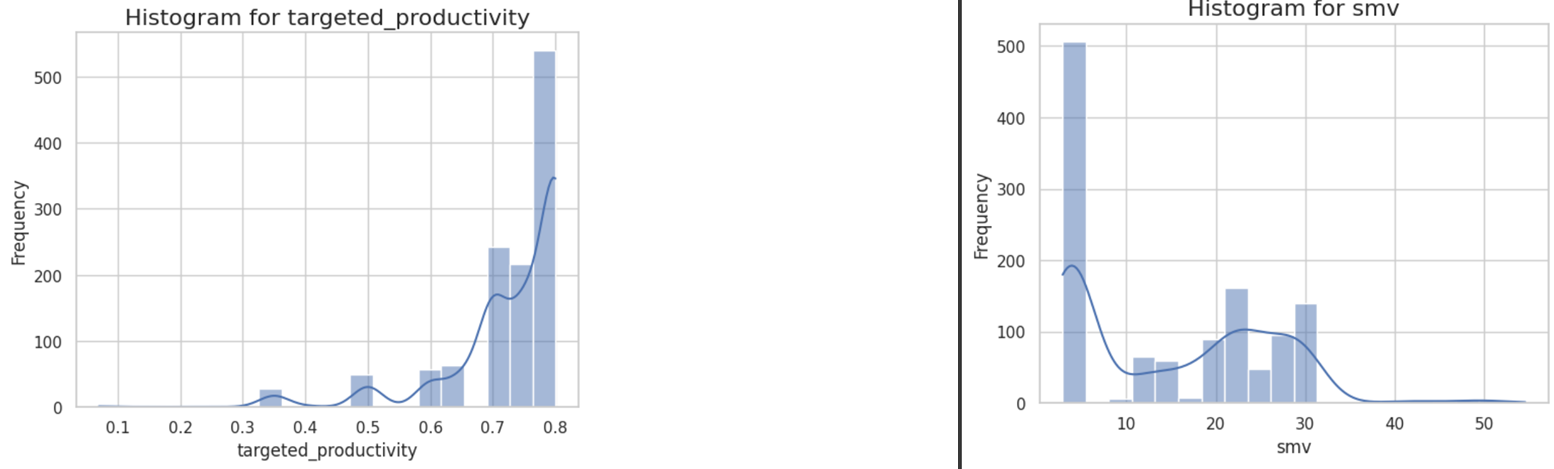 Histogram for targeted_productivity
500
400
300
200
100
0
Frequency
0.1 0.2 0.3 0.4 0.5 0.6 0.7 0.8
targeted_productivity
Histogram for smv
500
400
300
200
100
0
Frequency
10 20 30 40 50
smv